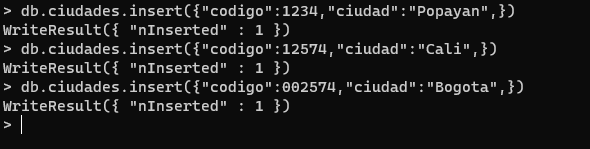 > db.ciudades.insert({"codigo":1234,"ciudad":"Popayan",})
WriteResult({ "nInserted" : 1 })
> db.ciudades.insert({"codigo":12574,"ciudad":"Cali",})
WriteResult({ "nInserted" : 1 })
> db.ciudades.insert({"codigo":002574,"ciudad":"Bogota",})
WriteResult({ "nInserted" : 1 })
>